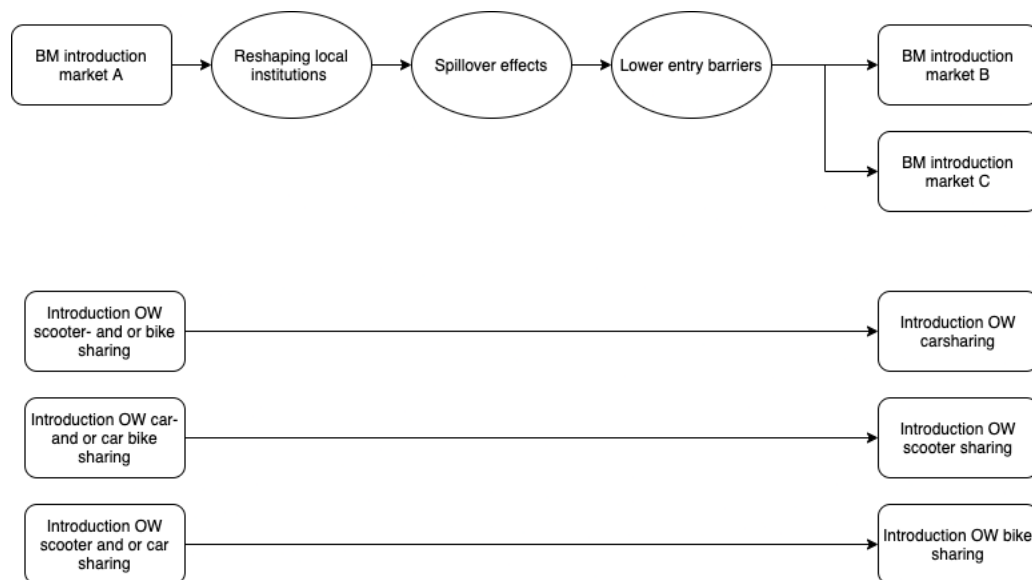 BM introduction
market A
Reshaping local
institutions
Spillover effects
Lower entry barriers
BM introduction
market B
BM introduction
market C
Introduction OW
scooter- and or bike
sharing
Introduction OW
carsharing
Introduction OW car-
and or car bike
sharing
Introduction OW
scooter sharing
Introduction OW
scooter and or car
sharing
Introduction OW bike
sharing